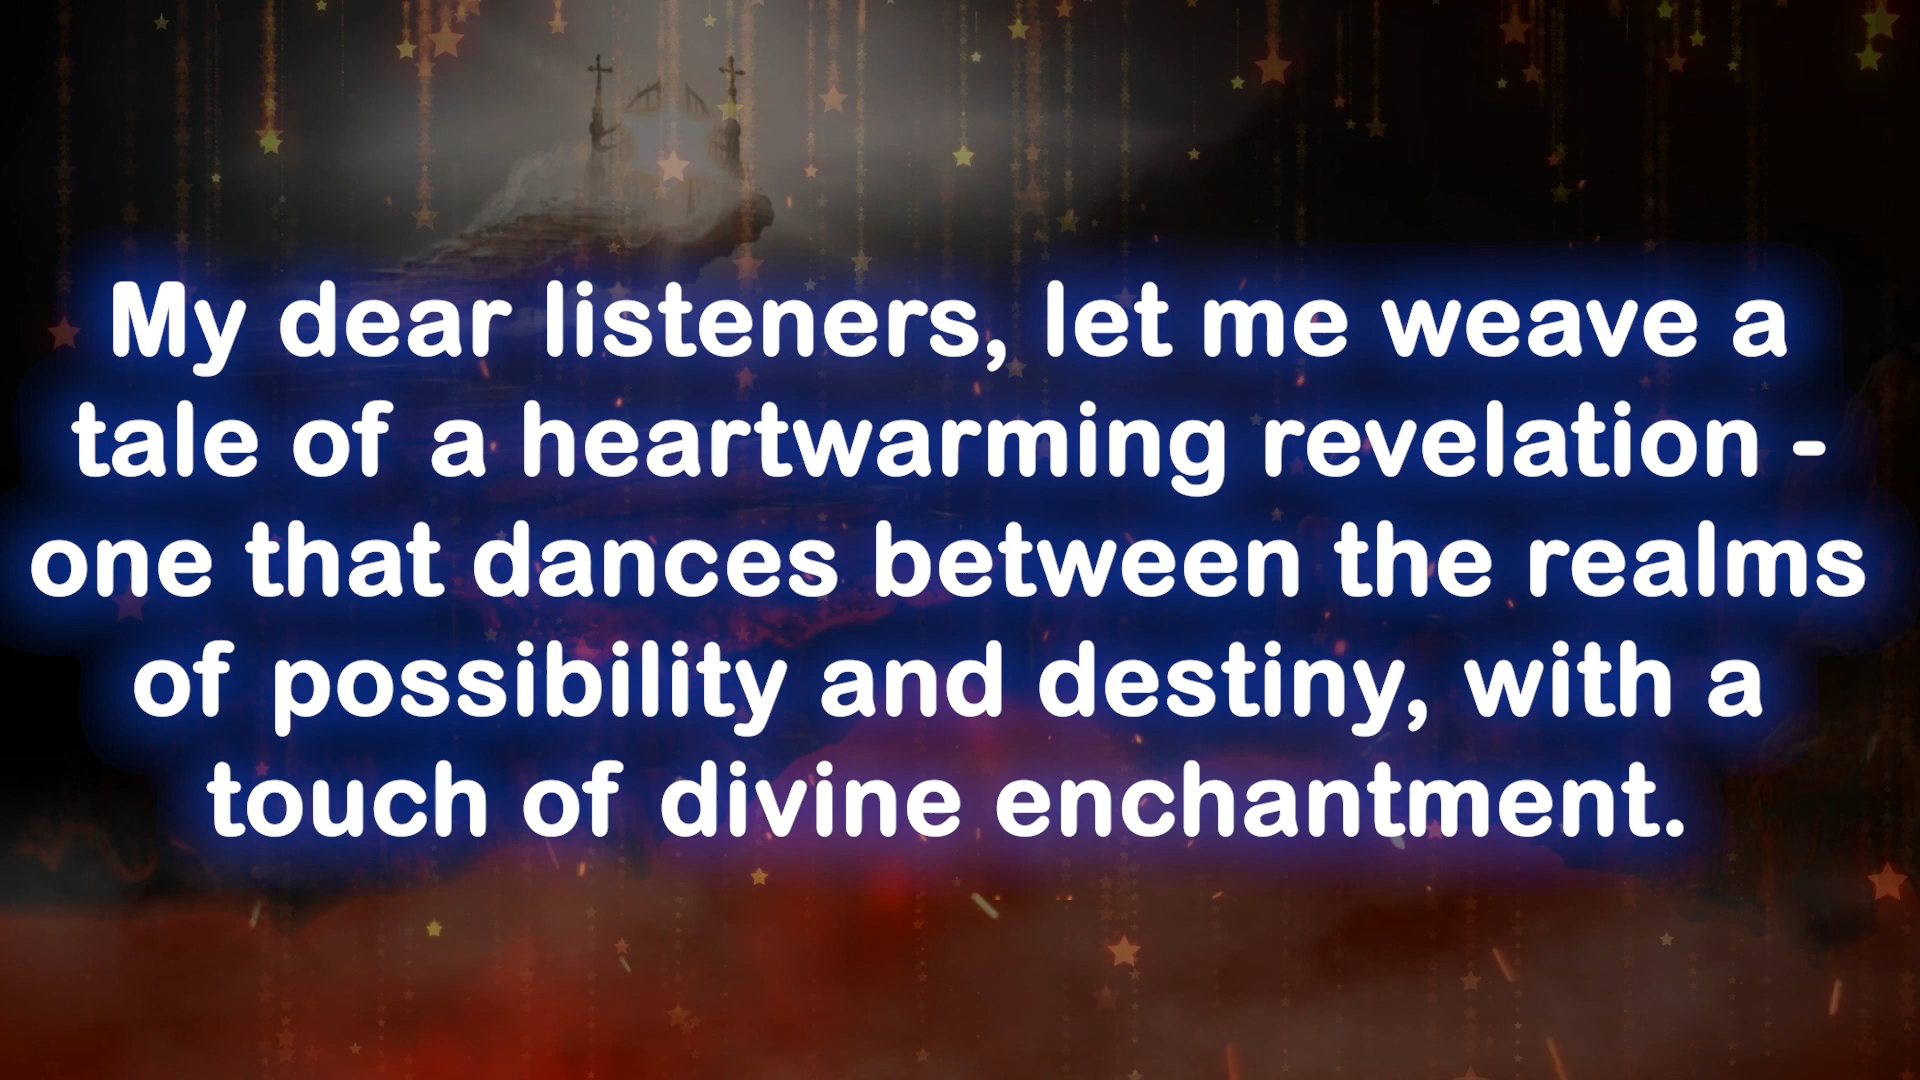 My dear listeners, let me weave a
tale of a heartwarming revelation -
one that dances between the realms
of possibility and destiny, with a
touch of divine enchantment.